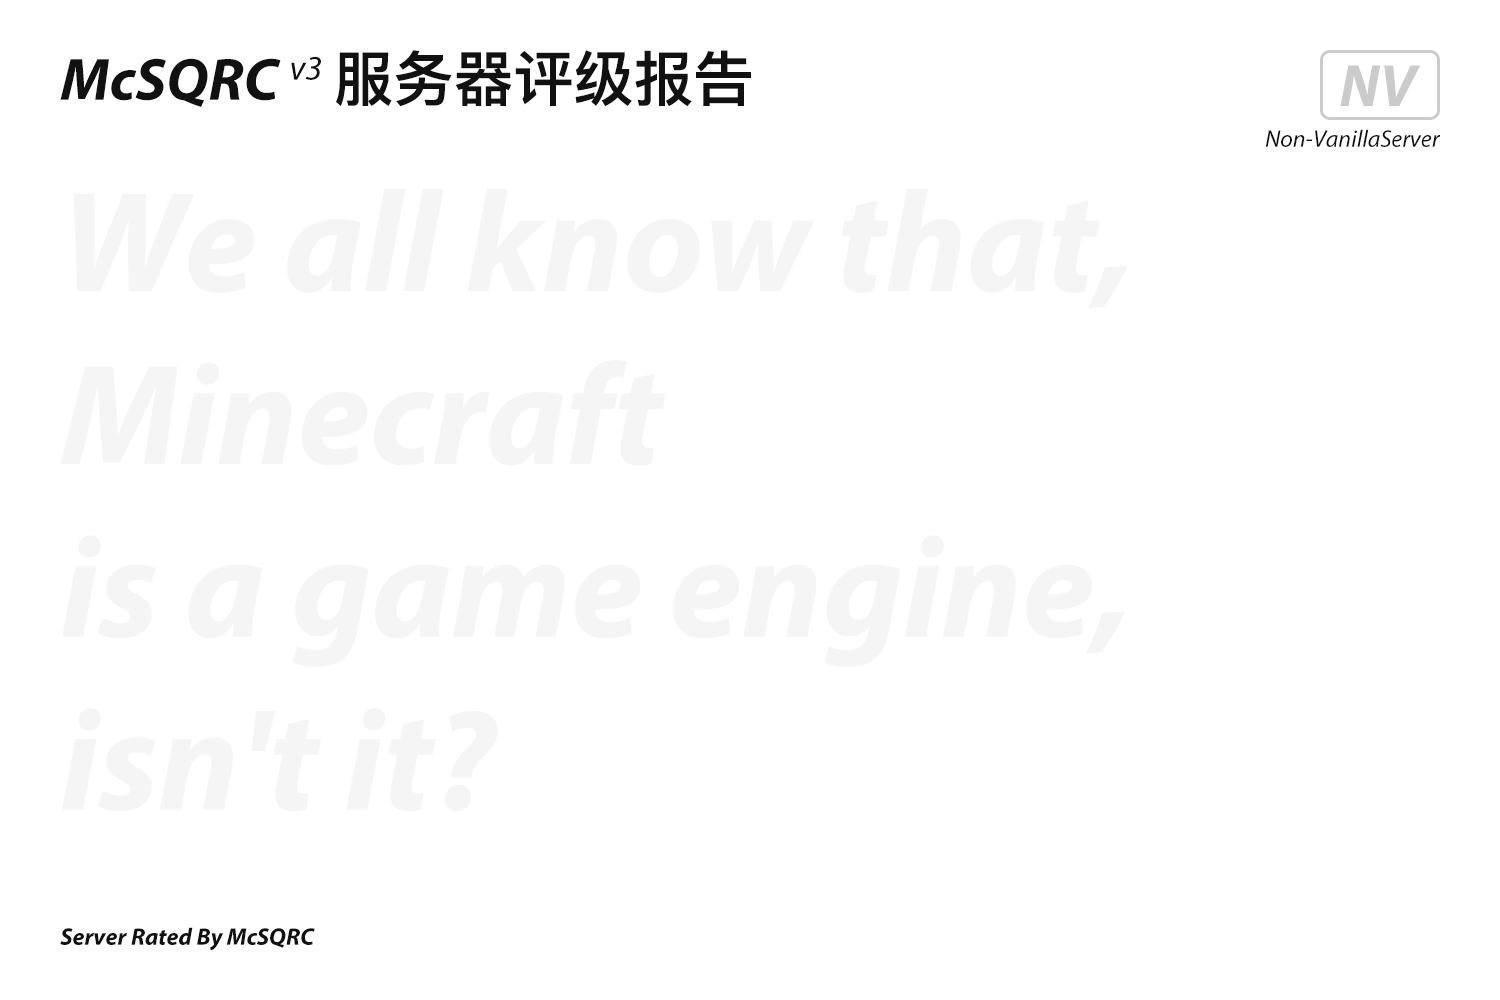 McSQRC v3 服务器评级报告
NV
Non-VanillaServer
We all know that,
Minecraft
is a game engine,
isn't it?
Server Rated By McSQRC